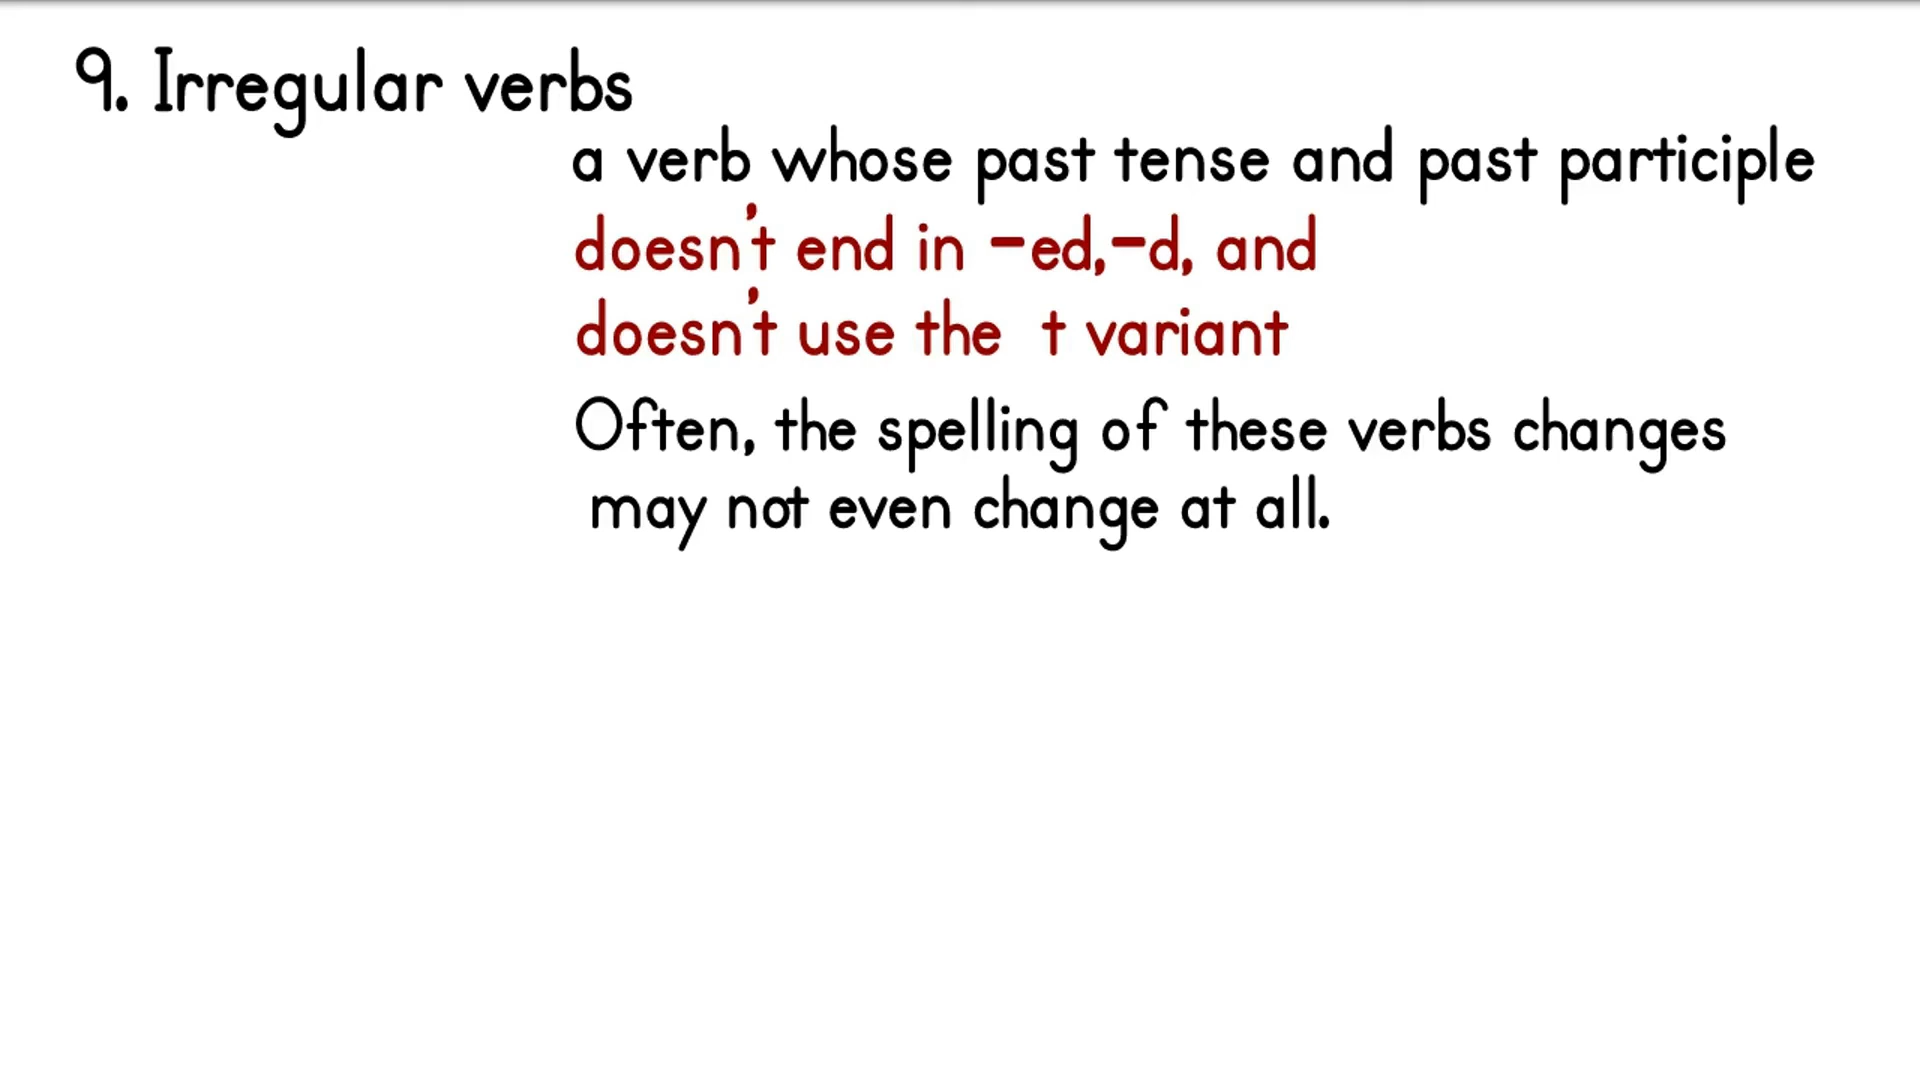 9. Irregular verbs
a verb whose past tense and past participle
doesn't end in -ed,-d, and
doesn't use the t variant
Often, the spelling of these verbs changes
may not even change at all.